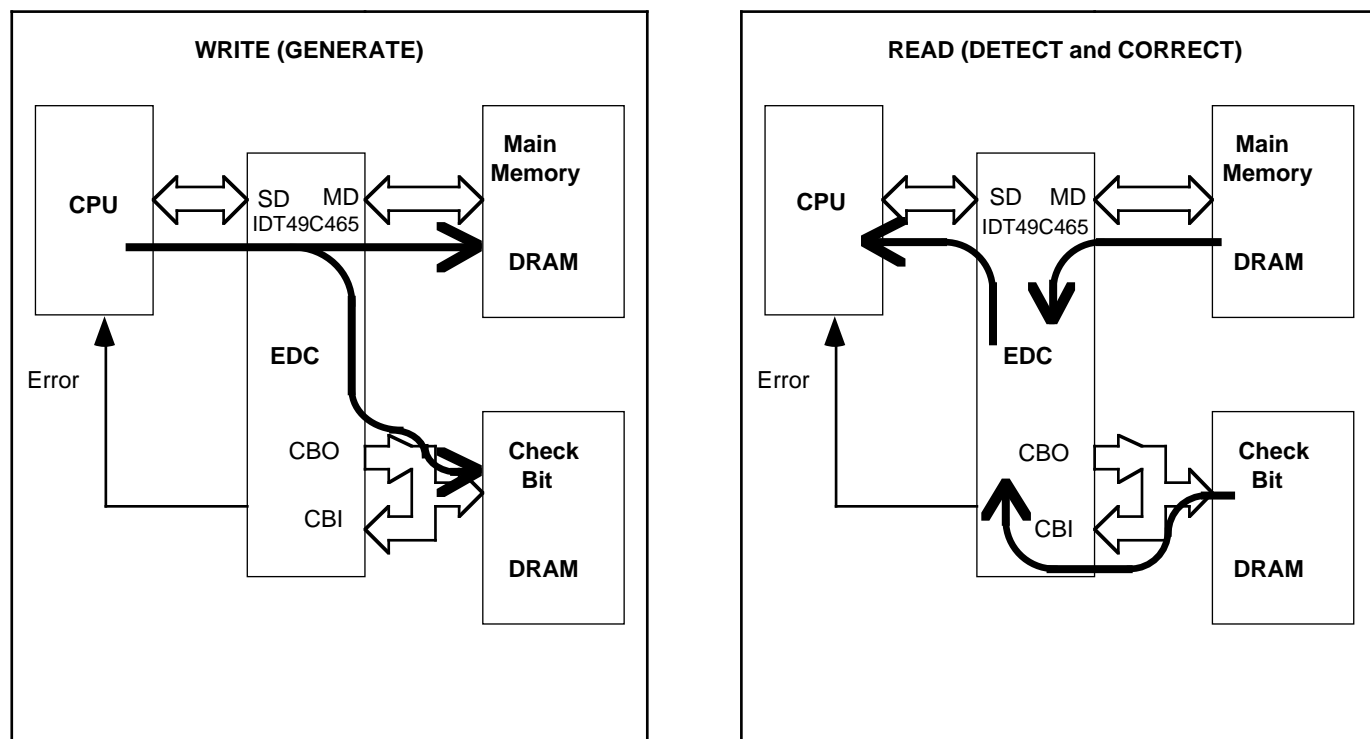 WRITE (GENERATE)
CPU
SD MD
IDT49C465
Main
Memory
DRAM
EDC
Error
CBO
CBI
Check
Bit
DRAM
READ (DETECT and CORRECT)
CPU
SD MD
IDT49C465
Main
Memory
DRAM
EDC
Error
CBO
CBI
Check
Bit
DRAM